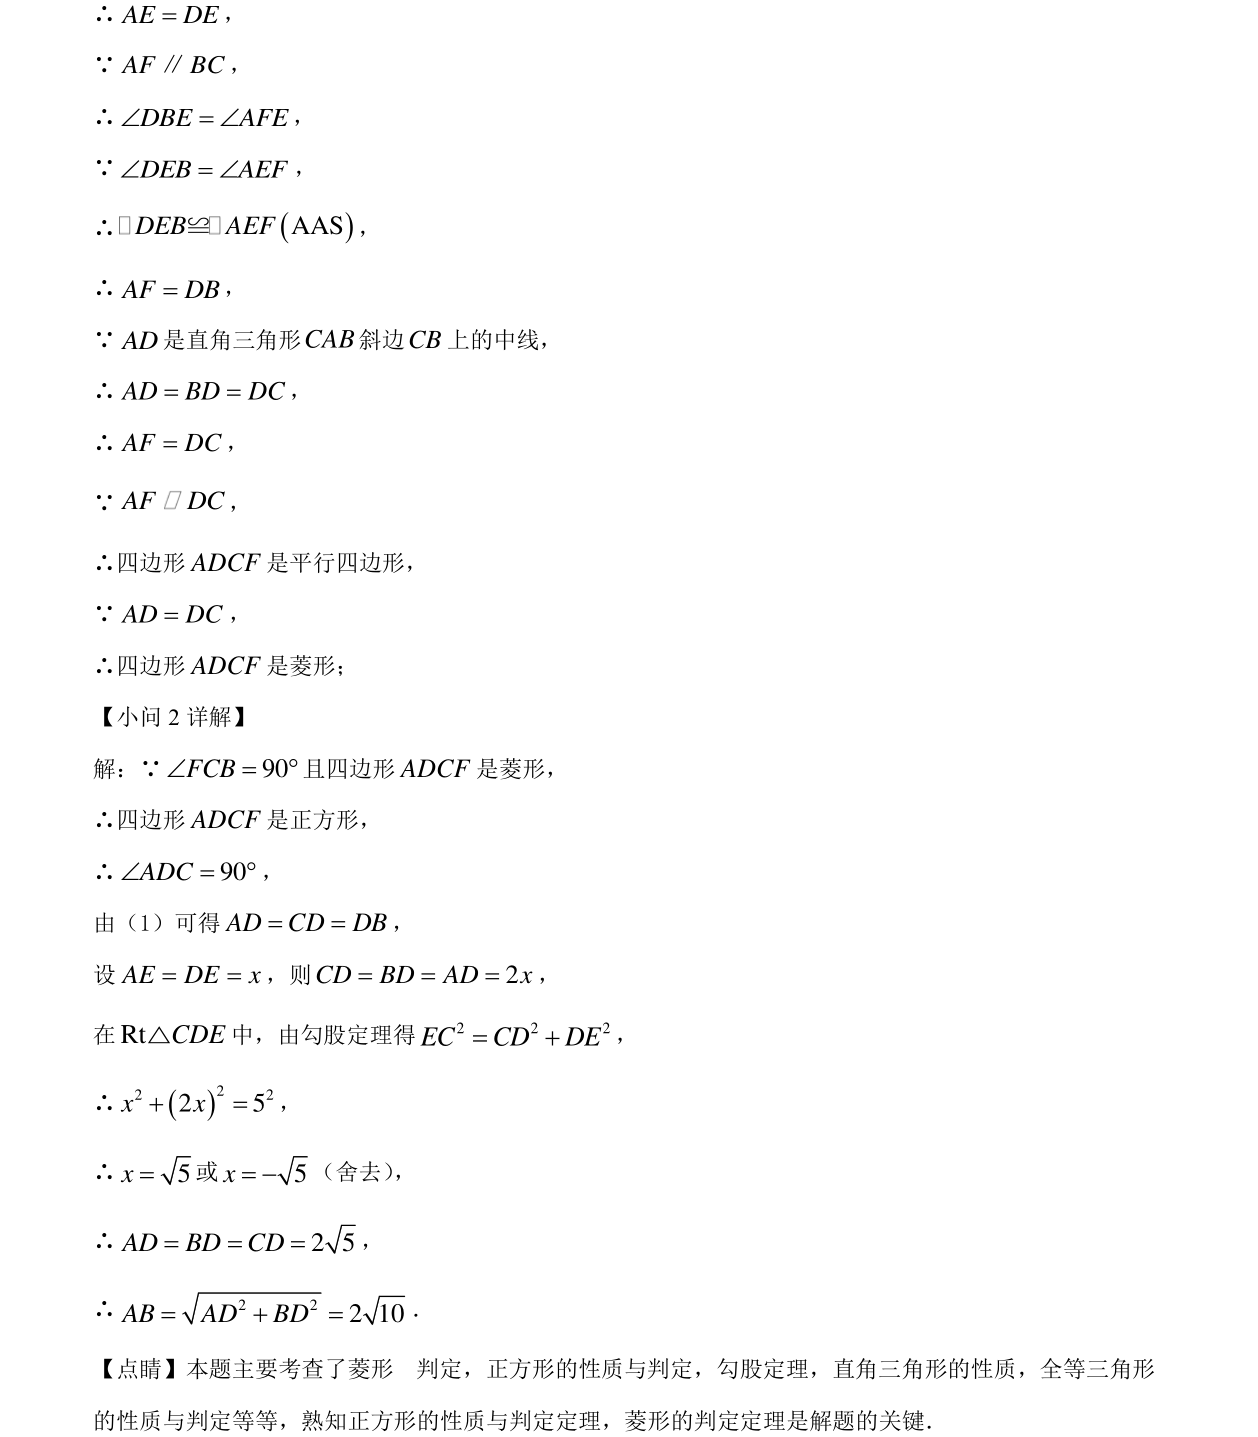 ∴ AE = DE，
∵ AF // BC，
∴ ∠DBE = ∠AFE，
∵ ∠DEB = ∠AEF，
∴ □DEB≌□AEF(AAS)，
∴ AF = DB，
∵ AD 是直角三角形 CAB 斜边 CB 上的中线，
∴ AD = BD = DC，
∴ AF = DC，
∵ AF □ DC，
∴四边形 ADCF 是平行四边形，
∵ AD = DC，
∴四边形 ADCF 是菱形；
【小问 2 详解】
解：∵ ∠FCB = 90° 且四边形 ADCF 是菱形，
∴四边形 ADCF 是正方形，
∴ ∠ADC = 90°，
由（1）可得 AD = CD = DB，
设 AE = DE = x，则 CD = BD = AD = 2x，
在 Rt△CDE 中，由勾股定理得 EC² = CD² + DE²，
∴ x² + (2x)² = 5²，
∴ x = √5 或 x = −√5（舍去），
∴ AD = BD = CD = 2√5，
∴ AB = √(AD² + BD²) = 2√10．
【点睛】本题主要考查了菱形 判定，正方形的性质与判定，勾股定理，直角三角形的性质，全等三角形
的性质与判定等等，熟知正方形的性质与判定定理，菱形的判定定理是解题的关键．